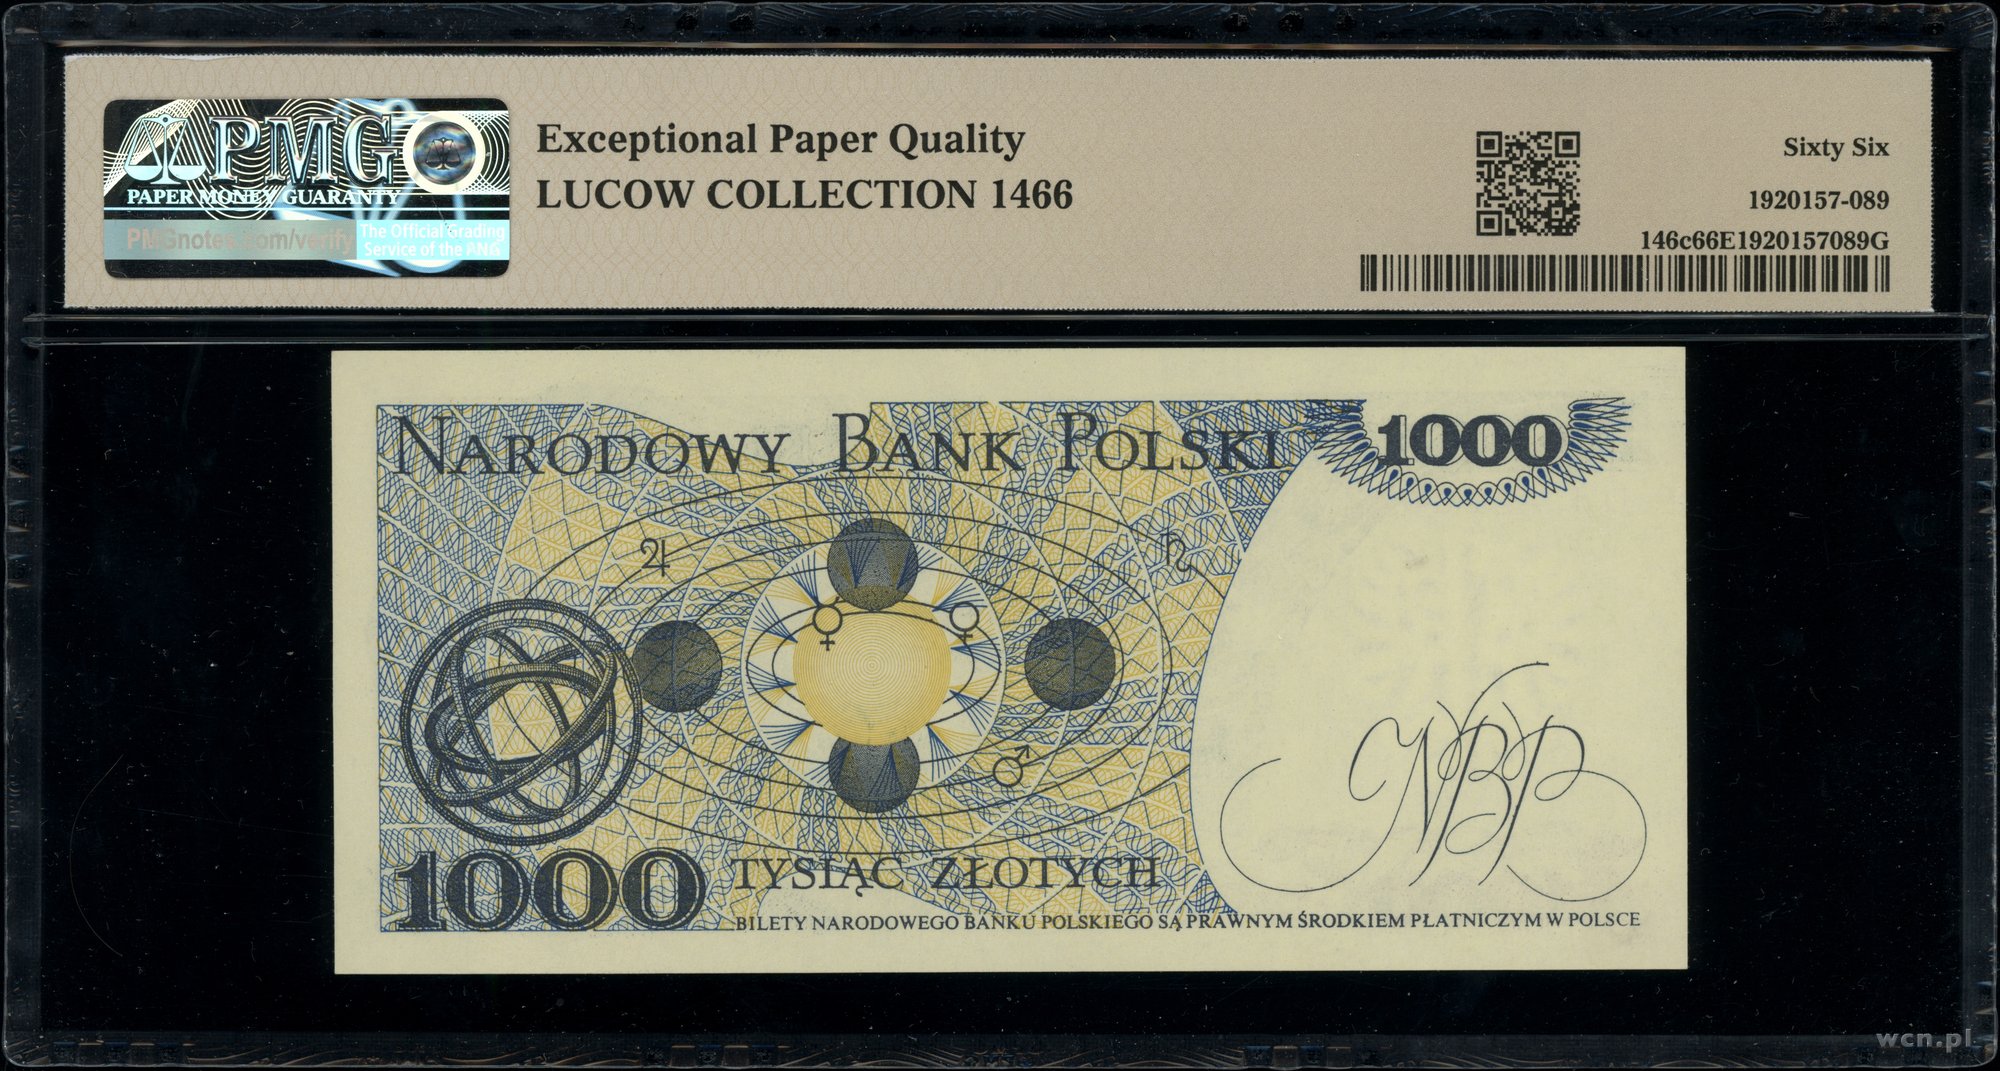 PMG
PAPER MONEY GUARANTY
PMGnotes.com/verify
The Official Grading
Service of the PNG
Exceptional Paper Quality
LUCOW COLLECTION 1466
Sixty Six
1920157-089
146c66E1920157089G
NARODOWY BANK POLSKI
1000
♃
♄
☿
♀
♂
NBP
1000
TYSIĄC ZŁOTYCH
BILETY NARODOWEGO BANKU POLSKIEGO SĄ PRAWNYM ŚRODKIEM PŁATNICZYM W POLSCE
wcn.pl